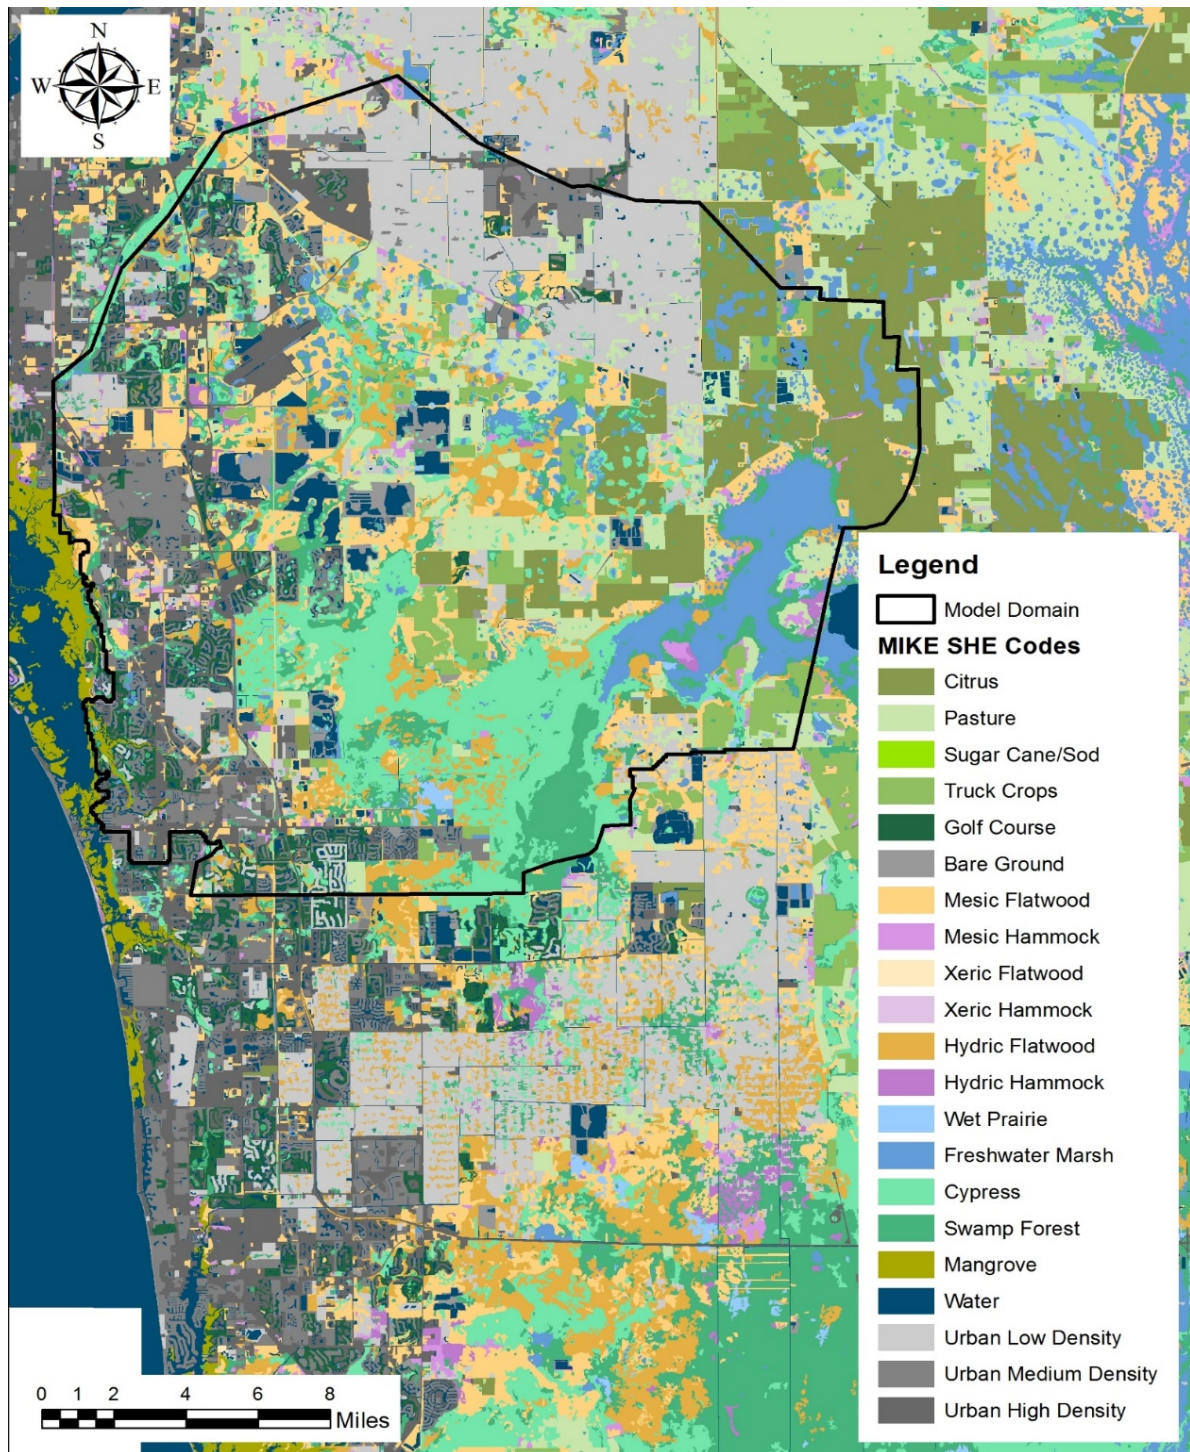 N
W E
S
Legend
Model Domain
MIKE SHE Codes
Citrus
Pasture
Sugar Cane/Sod
Truck Crops
Golf Course
Bare Ground
Mesic Flatwood
Mesic Hammock
Xeric Flatwood
Xeric Hammock
Hydric Flatwood
Hydric Hammock
Wet Prairie
Freshwater Marsh
Cypress
Swamp Forest
Mangrove
Water
Urban Low Density
Urban Medium Density
Urban High Density
0 1 2 4 6 8
Miles